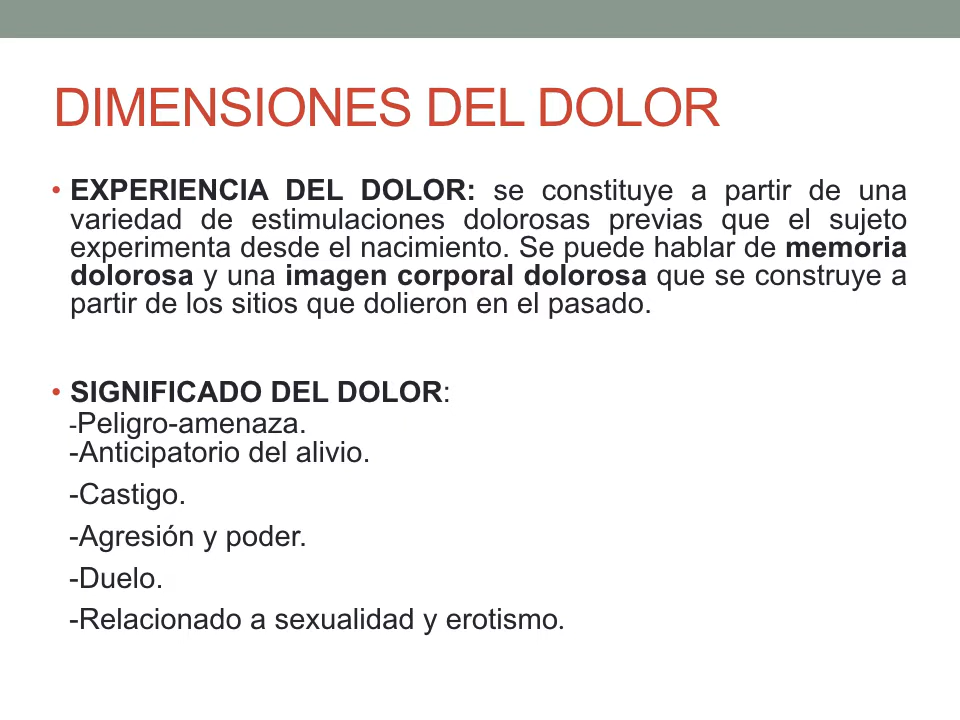 DIMENSIONES DEL DOLOR
• EXPERIENCIA DEL DOLOR: se constituye a partir de una
variedad de estimulaciones dolorosas previas que el sujeto
experimenta desde el nacimiento. Se puede hablar de memoria
dolorosa y una imagen corporal dolorosa que se construye a
partir de los sitios que dolieron en el pasado.
• SIGNIFICADO DEL DOLOR:
-Peligro-amenaza.
-Anticipatorio del alivio.
-Castigo.
-Agresión y poder.
-Duelo.
-Relacionado a sexualidad y erotismo.